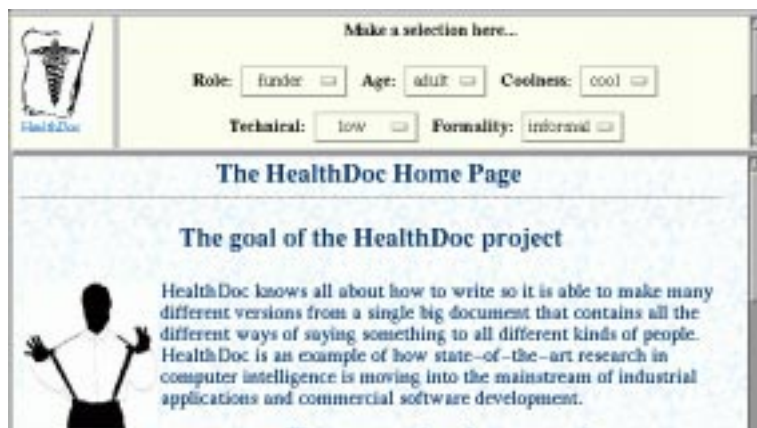 Make a selection here...
Role: funder Age: adult Coolness: cool
HealthDoc
Technical: low Formality: informal
The HealthDoc Home Page
The goal of the HealthDoc project
HealthDoc knows all about how to write so it is able to make many
different versions from a single big document that contains all the
different ways of saying something to all different kinds of people.
HealthDoc is an example of how state-of-the-art research in
computer intelligence is moving into the mainstream of industrial
applications and commercial software development.